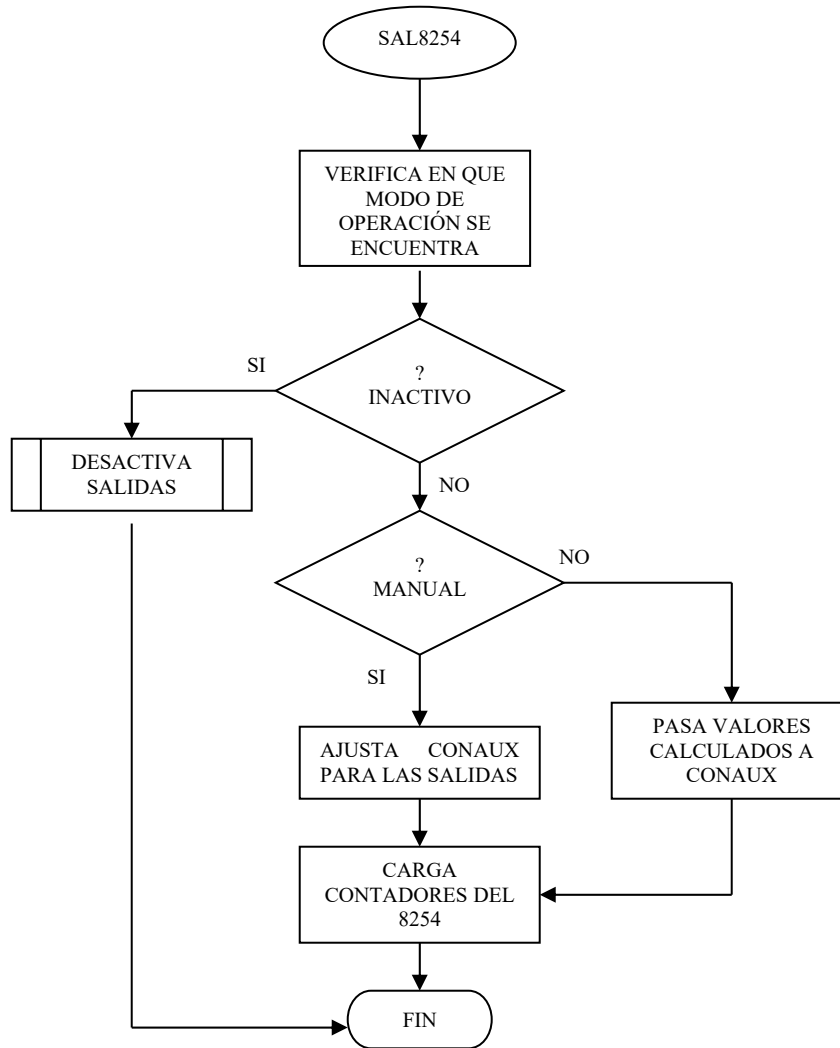 SAL8254
VERIFICA EN QUE
MODO DE
OPERACIÓN SE
ENCUENTRA
SI
?
INACTIVO
DESACTIVA
SALIDAS
NO
?
MANUAL
NO
SI
AJUSTA CONAUX
PARA LAS SALIDAS
PASA VALORES
CALCULADOS A
CONAUX
CARGA
CONTADORES DEL
8254
FIN